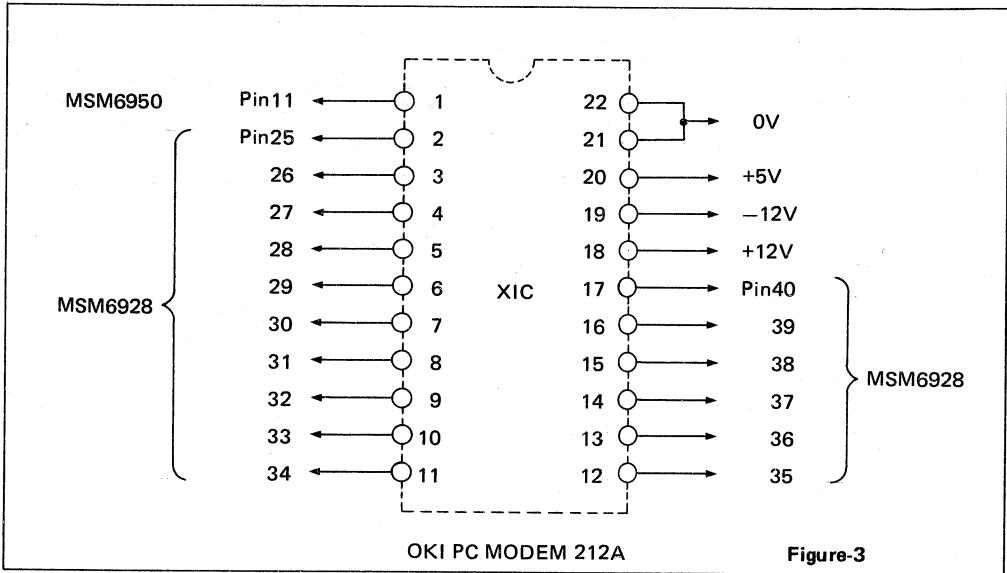 MSM6950 Pin11 1 22
0V
Pin25 2 21
26 3 20 +5V
27 4 19 −12V
28 5 18 +12V
29 6 XIC 17 Pin40
MSM6928
30 7 16 39
31 8 15 38
MSM6928
32 9 14 37
33 10 13 36
34 11 12 35
OKI PC MODEM 212A Figure-3